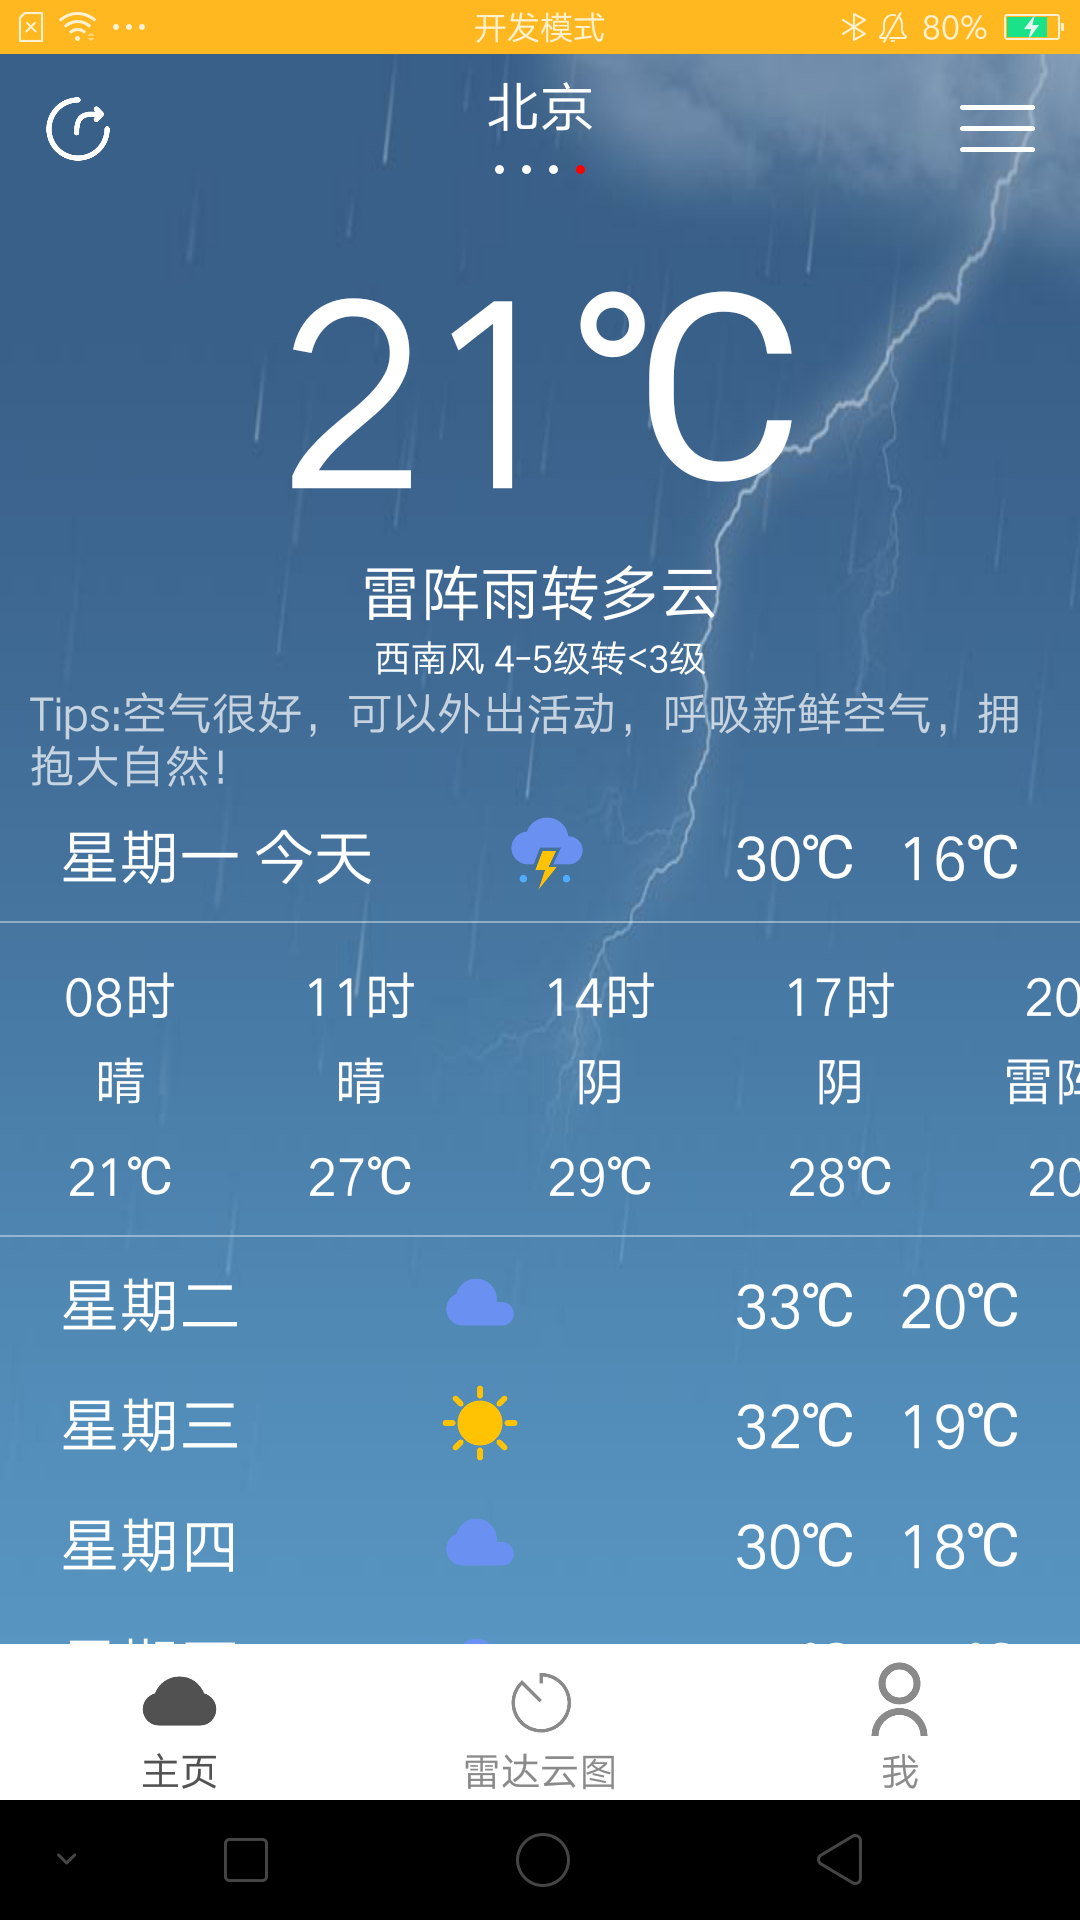 开发模式 80%
北京
21℃
雷阵雨转多云
西南风 4-5级转<3级
Tips:空气很好，可以外出活动，呼吸新鲜空气，拥
抱大自然！
星期一 今天 30℃ 16℃
08时 11时 14时 17时 20
晴 晴 阴 阴 雷阵
21℃ 27℃ 29℃ 28℃ 20
星期二 33℃ 20℃
星期三 32℃ 19℃
星期四 30℃ 18℃
主页 雷达云图 我